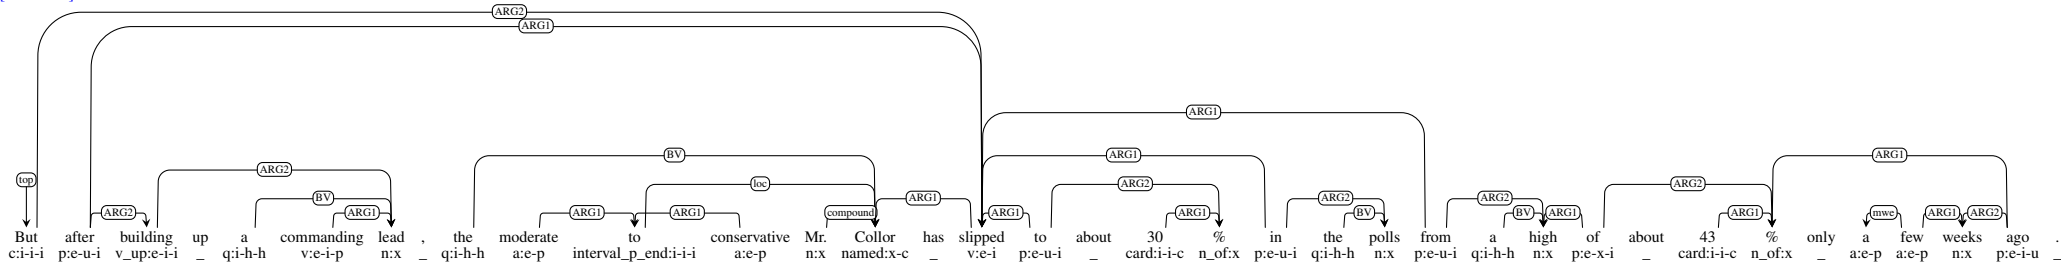 ARG2
ARG1
ARG1
BV ARG1 ARG1
top ARG2 loc ARG2 ARG2
BV ARG1 ARG2 ARG2
ARG2 ARG1 ARG1 ARG1 compound ARG1 ARG1 BV BV ARG1 ARG1 mwe ARG1 ARG2
But after building up a commanding lead , the moderate to conservative Mr. Collor has slipped to about 30 % in the polls from a high of about 43 % only a few weeks ago .
c:i-i-i p:e-u-i v_up:e-i-i _ q:i-h-h v:e-i-p n:x _ q:i-h-h a:e-p interval_p_end:i-i-i a:e-p n:x named:x-c _ v:e-i p:e-u-i _ card:i-i-c n_of:x p:e-u-i q:i-h-h n:x p:e-u-i q:i-h-h n:x p:e-x-i _ card:i-i-c n_of:x _ a:e-p a:e-p n:x p:e-i-u _